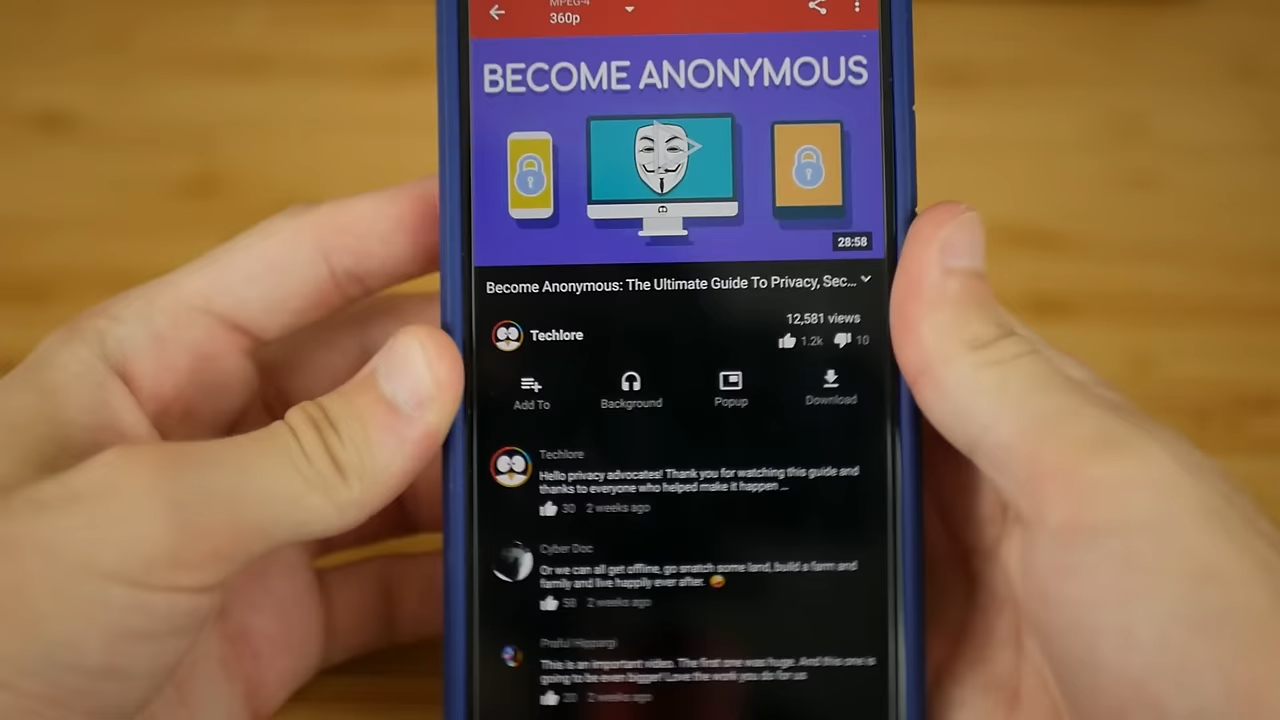 MPEG-4
360p
BECOME ANONYMOUS
28:58
Become Anonymous: The Ultimate Guide To Privacy, Sec...
12,581 views
Techlore
1.2k 10
Add To Background Popup Download
Techlore
Hello privacy advocates! Thank you for watching this guide and
thanks to everyone who helped make it happen ...
30 2 weeks ago
Cyber Doc
Or we can all get offline, go snatch some land, build a farm and
family and live happily ever after.
58 2 weeks ago
This is an important video. The first one was huge. And this one is
going to be even bigger! Love the work you do for us
20 2 weeks ago